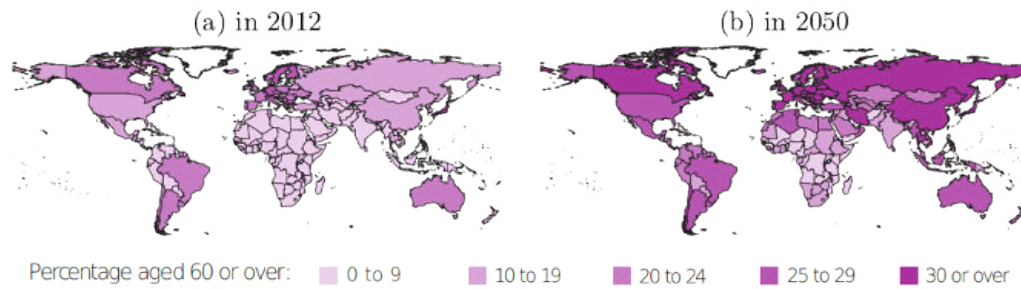 (a) in 2012
(b) in 2050
Percentage aged 60 or over: 0 to 9 10 to 19 20 to 24 25 to 29 30 or over